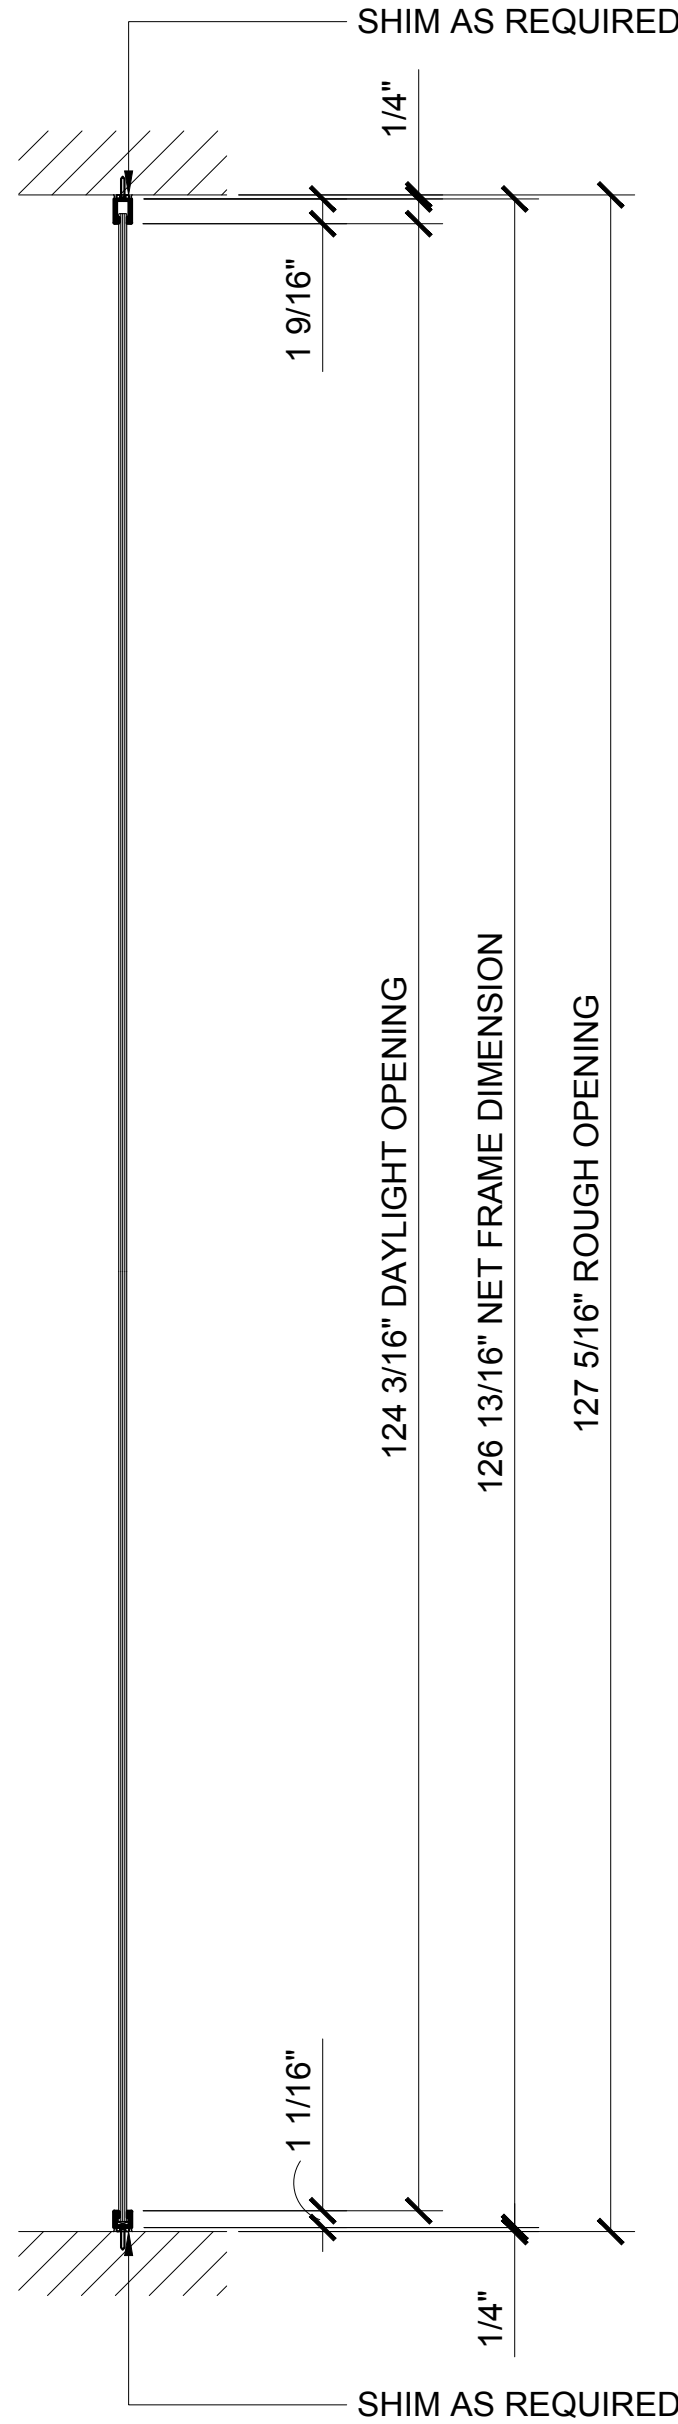 SHIM AS REQUIRED
1/4"
1 9/16"
124 3/16" DAYLIGHT OPENING
126 13/16" NET FRAME DIMENSION
127 5/16" ROUGH OPENING
1 1/16"
1/4"
SHIM AS REQUIRED